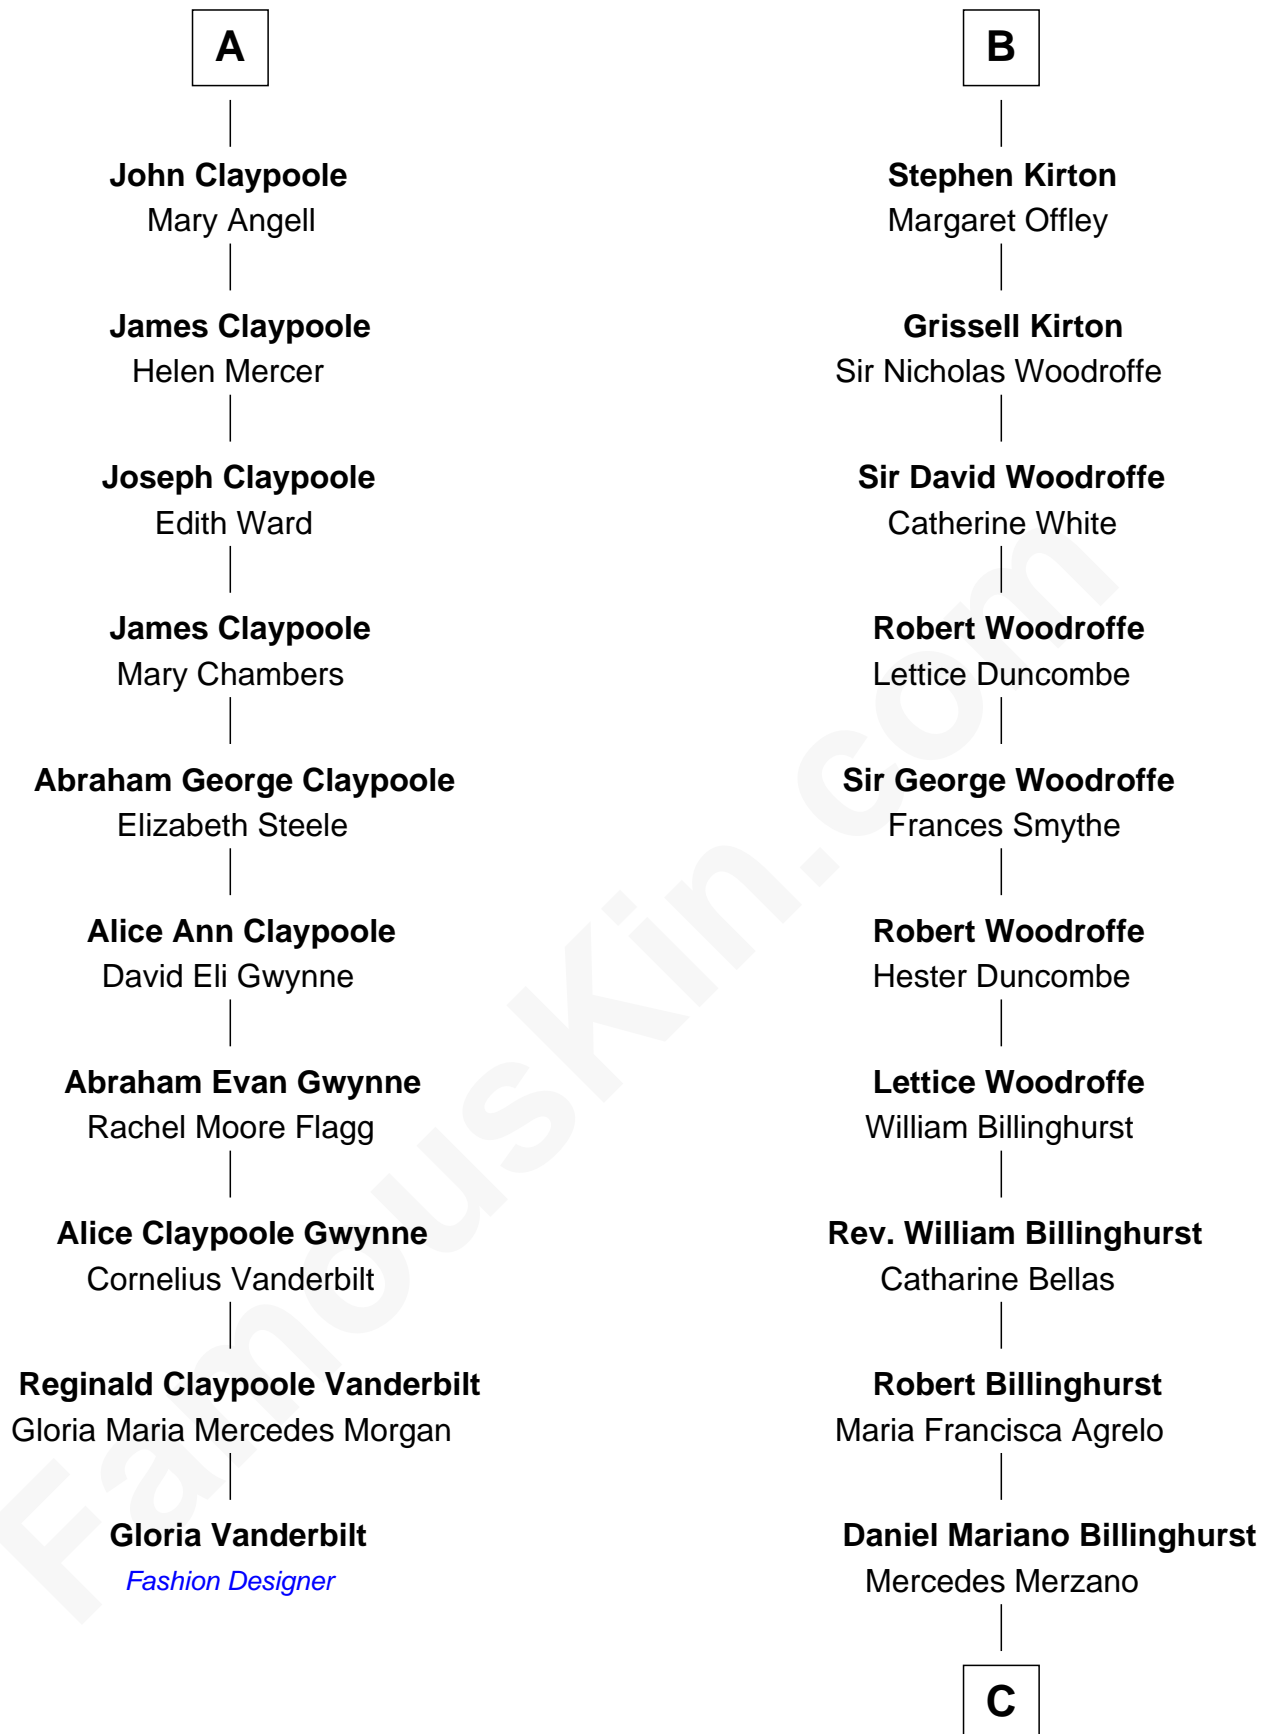 A
John Claypoole
Mary Angell
James Claypoole
Helen Mercer
Joseph Claypoole
Edith Ward
James Claypoole
Mary Chambers
Abraham George Claypoole
Elizabeth Steele
Alice Ann Claypoole
David Eli Gwynne
Abraham Evan Gwynne
Rachel Moore Flagg
Alice Claypoole Gwynne
Cornelius Vanderbilt
Reginald Claypoole Vanderbilt
Gloria Maria Mercedes Morgan
Gloria Vanderbilt
Fashion Designer
B
Stephen Kirton
Margaret Offley
Grissell Kirton
Sir Nicholas Woodroffe
Sir David Woodroffe
Catherine White
Robert Woodroffe
Lettice Duncombe
Sir George Woodroffe
Frances Smythe
Robert Woodroffe
Hester Duncombe
Lettice Woodroffe
William Billinghurst
Rev. William Billinghurst
Catharine Bellas
Robert Billinghurst
Maria Francisca Agrelo
Daniel Mariano Billinghurst
Mercedes Merzano
C
FamousKin.com